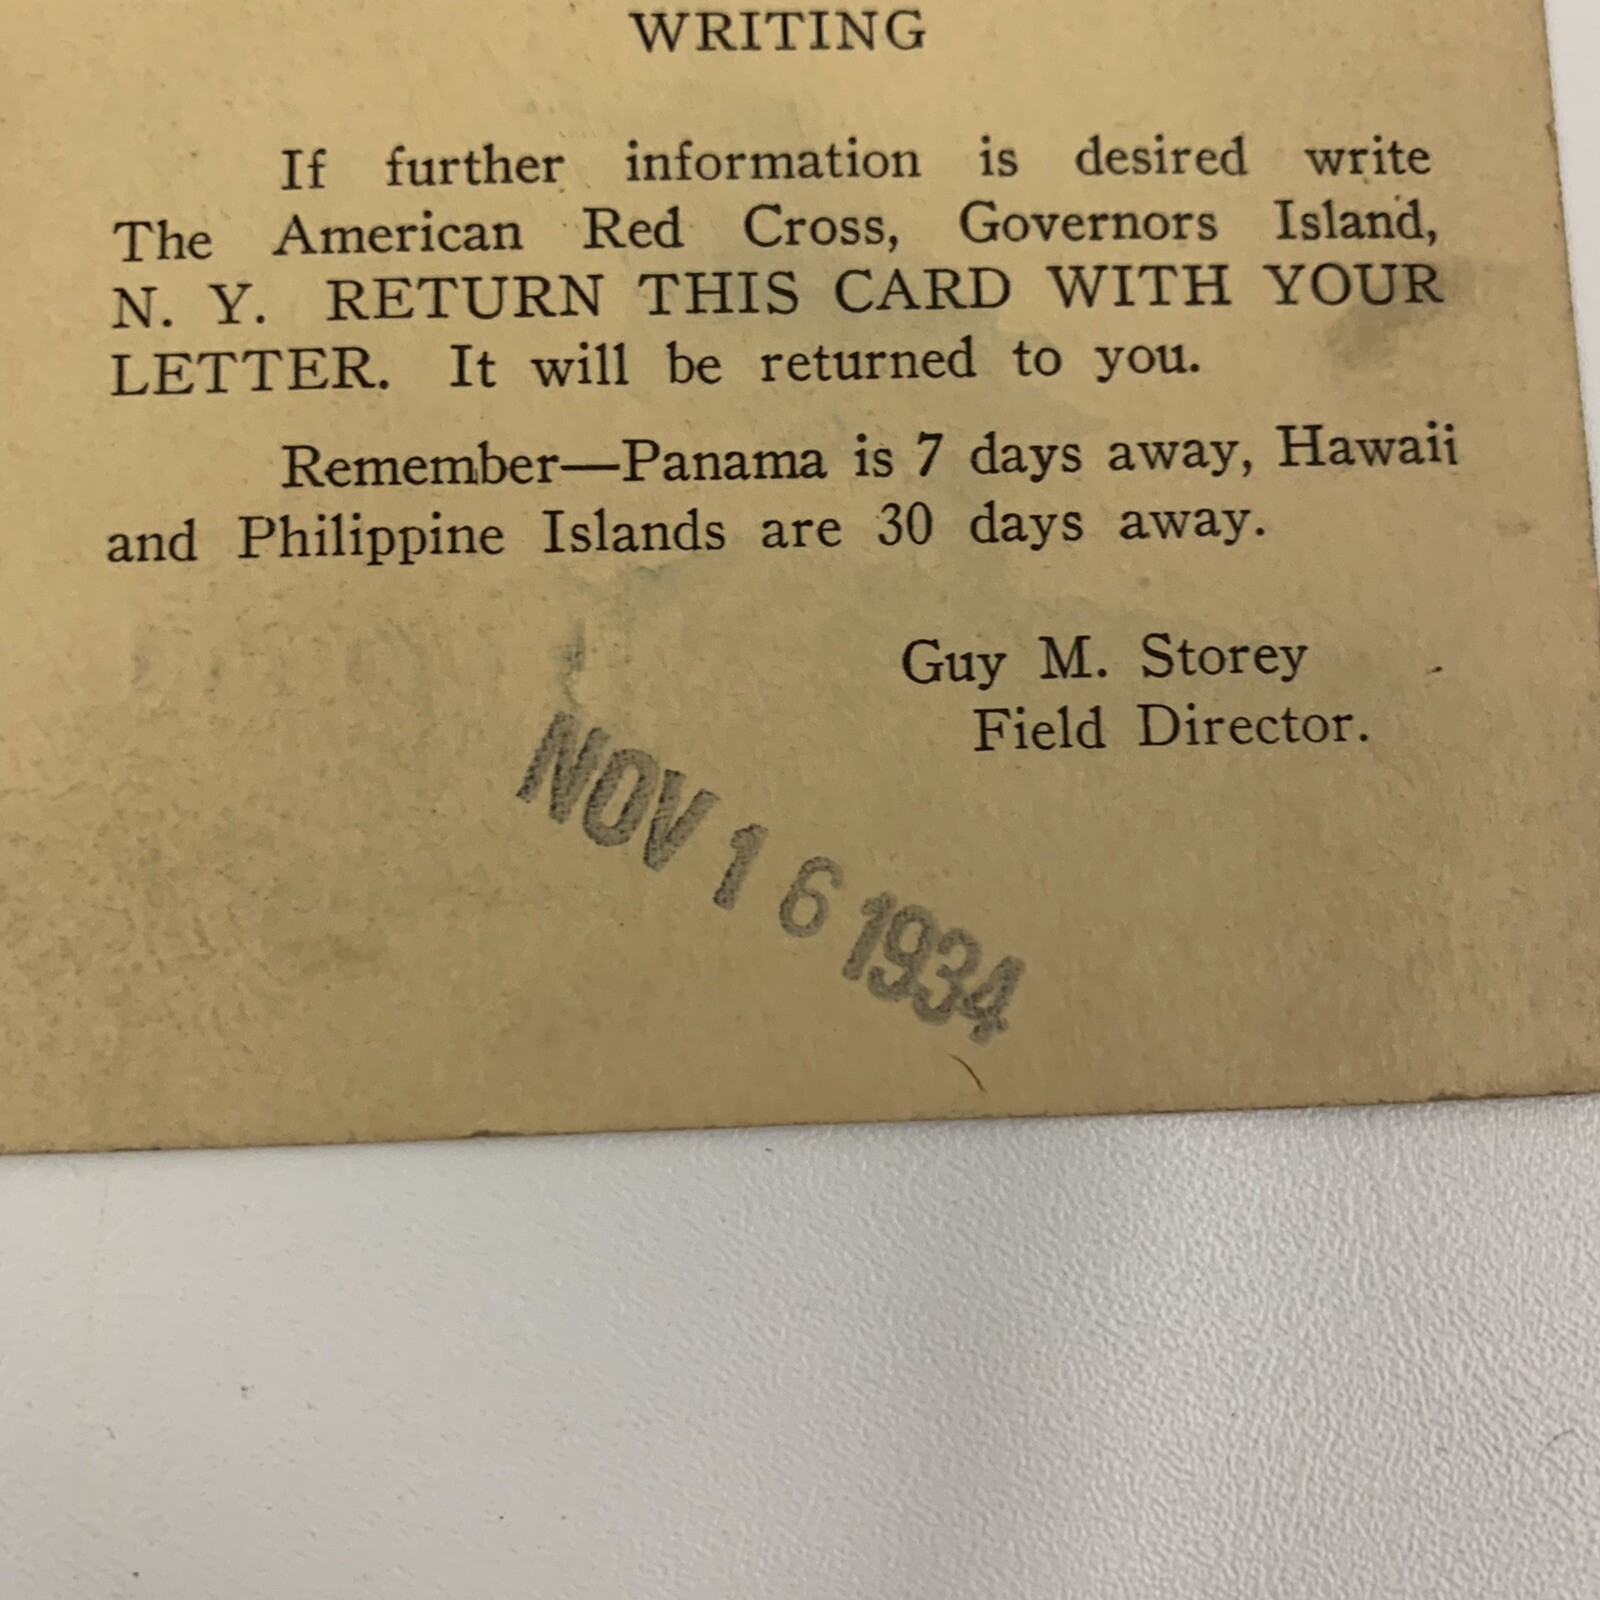 WRITING
If further information is desired write
The American Red Cross, Governors Island,
N. Y. RETURN THIS CARD WITH YOUR
LETTER. It will be returned to you.
Remember—Panama is 7 days away, Hawaii
and Philippine Islands are 30 days away.
Guy M. Storey
Field Director.
NOV 16 1934